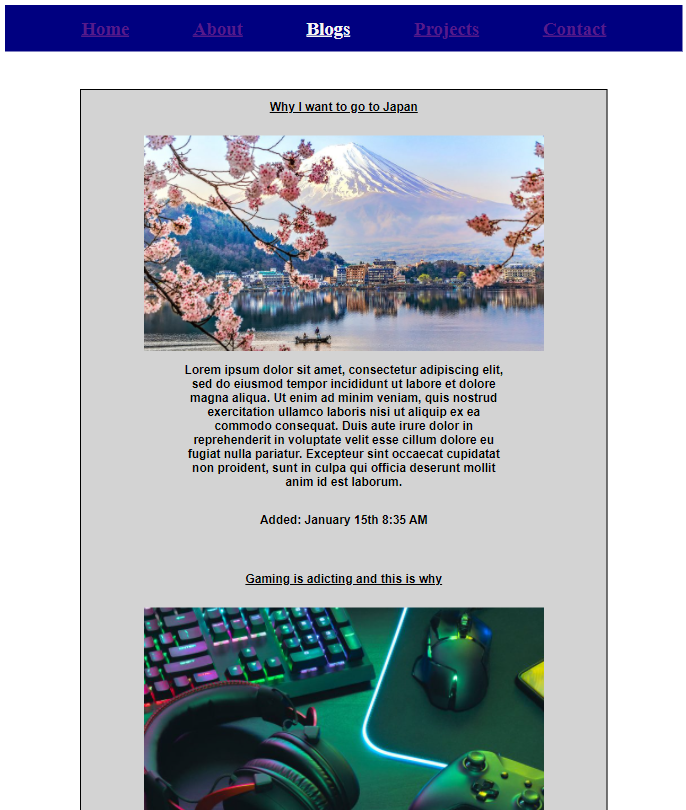 Home About Blogs Projects Contact
Why I want to go to Japan
Lorem ipsum dolor sit amet, consectetur adipiscing elit,
sed do eiusmod tempor incididunt ut labore et dolore
magna aliqua. Ut enim ad minim veniam, quis nostrud
exercitation ullamco laboris nisi ut aliquip ex ea
commodo consequat. Duis aute irure dolor in
reprehenderit in voluptate velit esse cillum dolore eu
fugiat nulla pariatur. Excepteur sint occaecat cupidatat
non proident, sunt in culpa qui officia deserunt mollit
anim id est laborum.
Added: January 15th 8:35 AM
Gaming is adicting and this is why